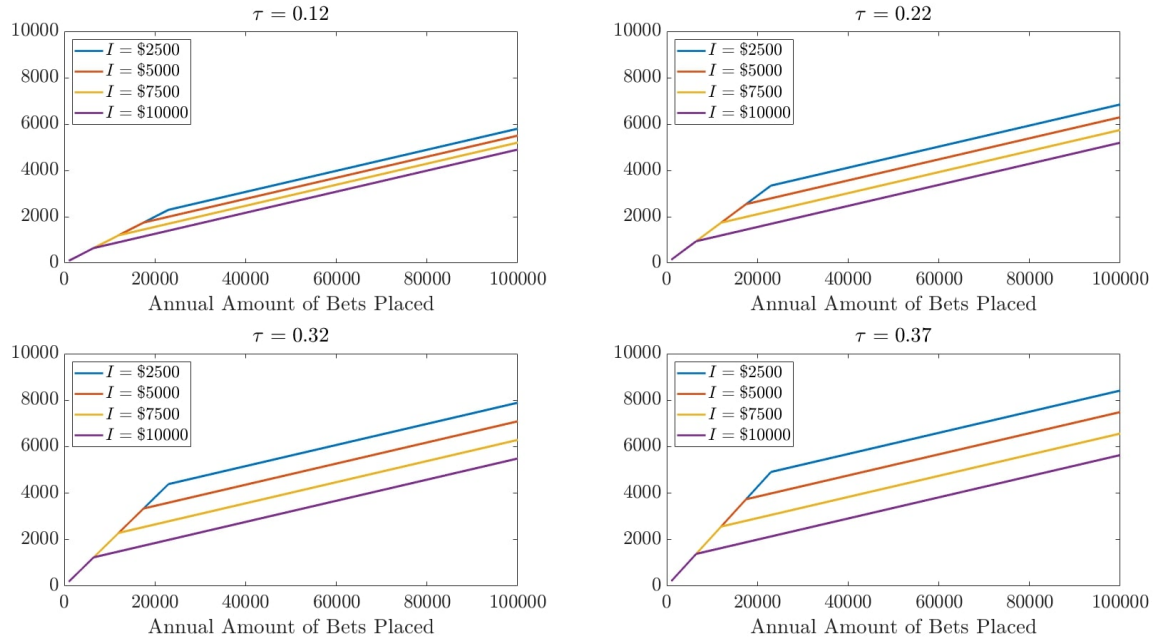 τ = 0.12
10000
8000
6000
4000
2000
0
I = $2500
I = $5000
I = $7500
I = $10000
0 20000 40000 60000 80000 100000
Annual Amount of Bets Placed
τ = 0.22
10000
8000
6000
4000
2000
0
I = $2500
I = $5000
I = $7500
I = $10000
0 20000 40000 60000 80000 100000
Annual Amount of Bets Placed
τ = 0.32
10000
8000
6000
4000
2000
0
I = $2500
I = $5000
I = $7500
I = $10000
0 20000 40000 60000 80000 100000
Annual Amount of Bets Placed
τ = 0.37
10000
8000
6000
4000
2000
0
I = $2500
I = $5000
I = $7500
I = $10000
0 20000 40000 60000 80000 100000
Annual Amount of Bets Placed